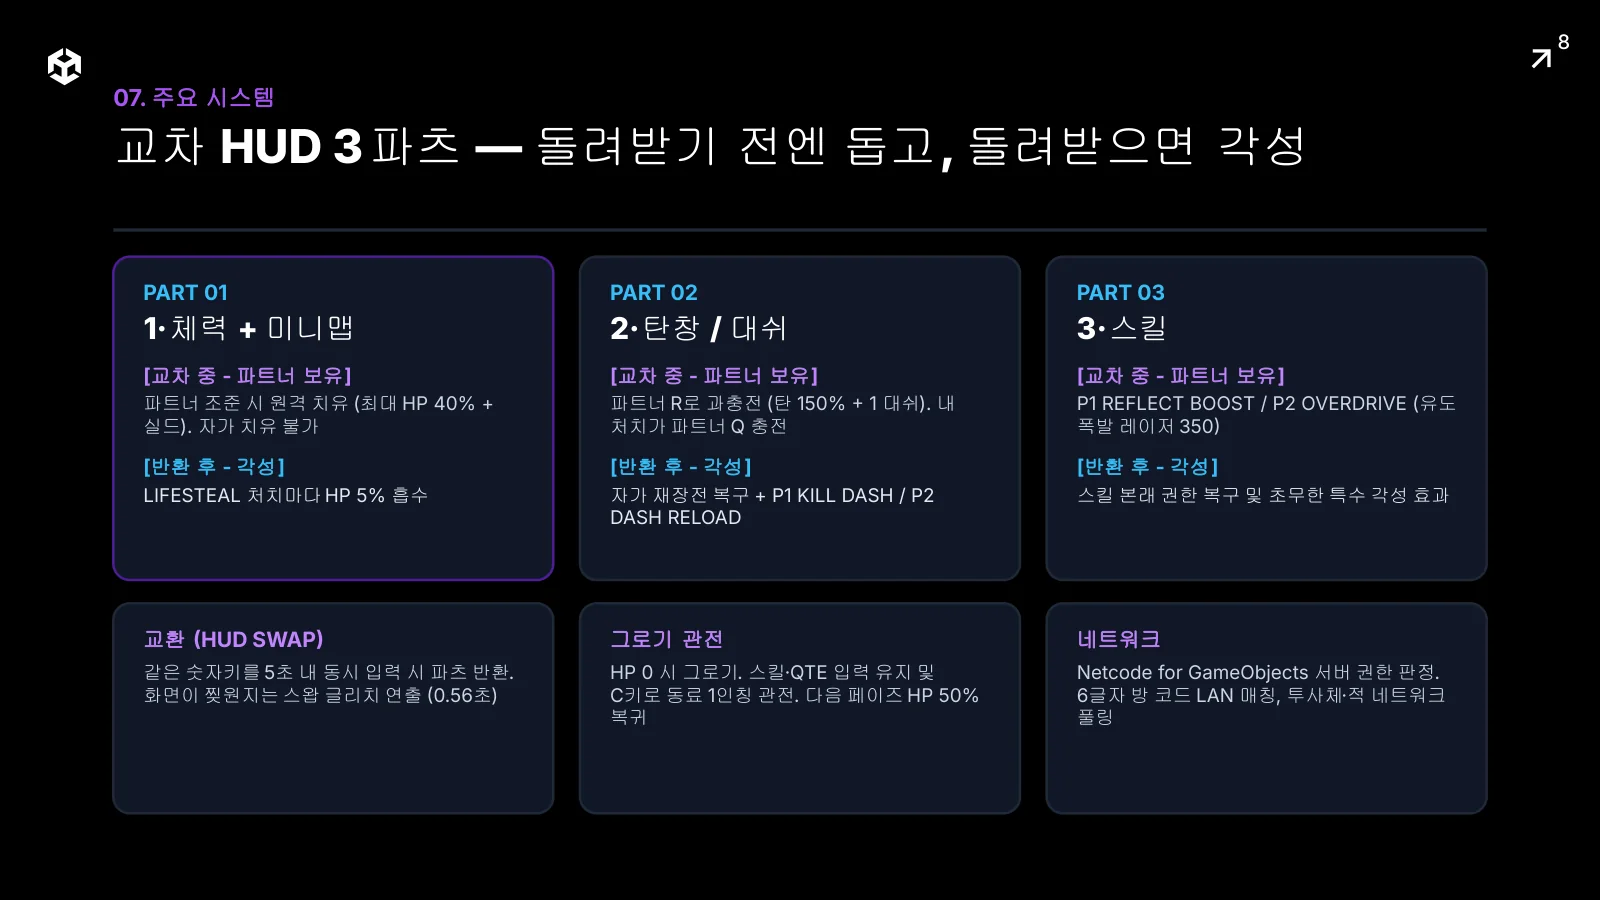 8
07. 주요 시스템
교차 HUD 3파츠 — 돌려받기 전엔 돕고, 돌려받으면 각성
PART 01
1·체력 + 미니맵
[교차 중 - 파트너 보유]
파트너 조준 시 원격 치유 (최대 HP 40% +
실드). 자가 치유 불가
[반환 후 - 각성]
LIFESTEAL 처치마다 HP 5% 흡수
PART 02
2·탄창 / 대쉬
[교차 중 - 파트너 보유]
파트너 R로 과충전 (탄 150% + 1 대쉬). 내
처치가 파트너 Q 충전
[반환 후 - 각성]
자가 재장전 복구 + P1 KILL DASH / P2
DASH RELOAD
PART 03
3·스킬
[교차 중 - 파트너 보유]
P1 REFLECT BOOST / P2 OVERDRIVE (유도
폭발 레이저 350)
[반환 후 - 각성]
스킬 본래 권한 복구 및 초무한 특수 각성 효과
교환 (HUD SWAP)
같은 숫자키를 5초 내 동시 입력 시 파츠 반환.
화면이 찢원지는 스왑 글리치 연출 (0.56초)
그로기 관전
HP 0 시 그로기. 스킬·QTE 입력 유지 및
C키로 동료 1인칭 관전. 다음 페이즈 HP 50%
복귀
네트워크
Netcode for GameObjects 서버 권한 판정.
6글자 방 코드 LAN 매칭, 투사체·적 네트워크
풀링